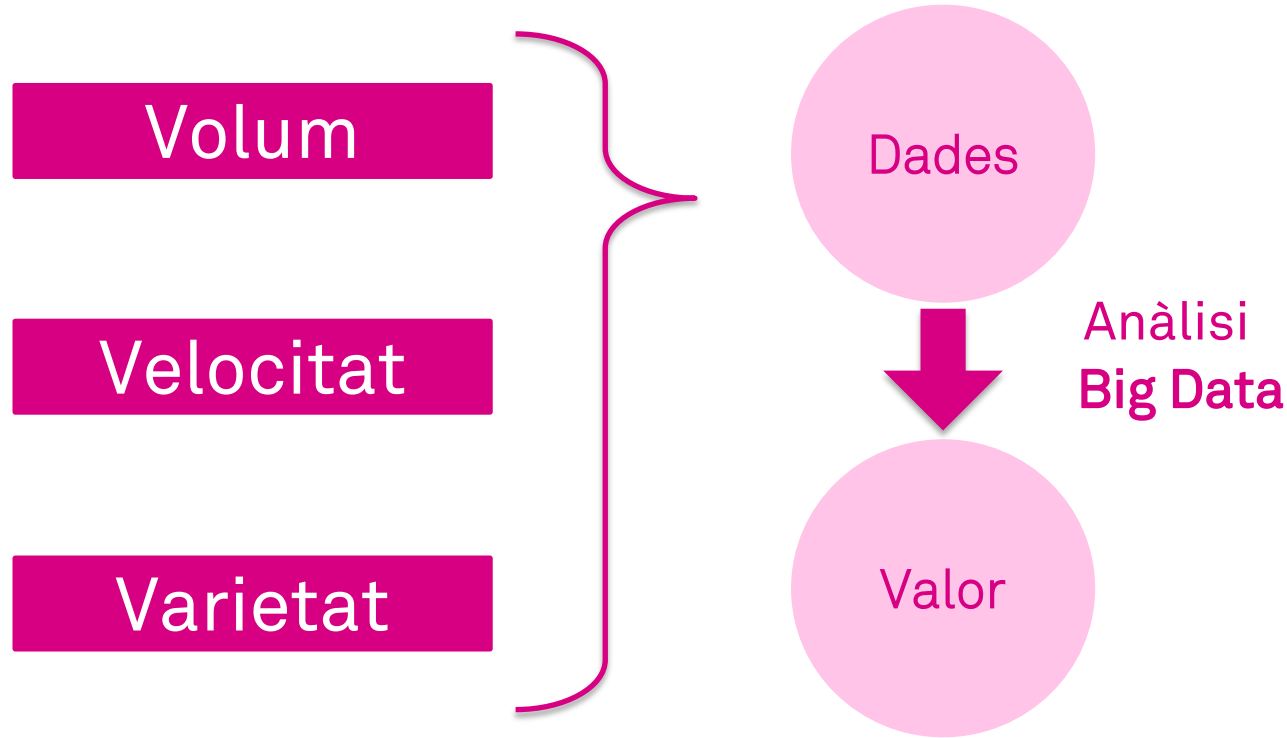 Volum
Velocitat
Varietat
Dades
Anàlisi
Big Data
Valor